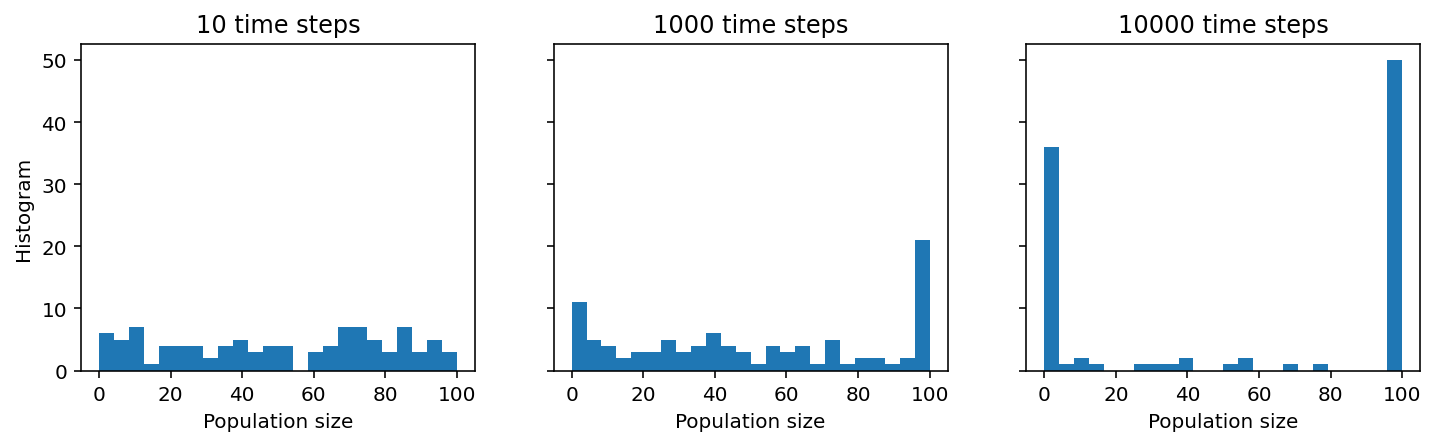 10 time steps
1000 time steps
10000 time steps
50
40
30
20
10
0
Histogram
0 20 40 60 80 100
0 20 40 60 80 100
0 20 40 60 80 100
Population size
Population size
Population size